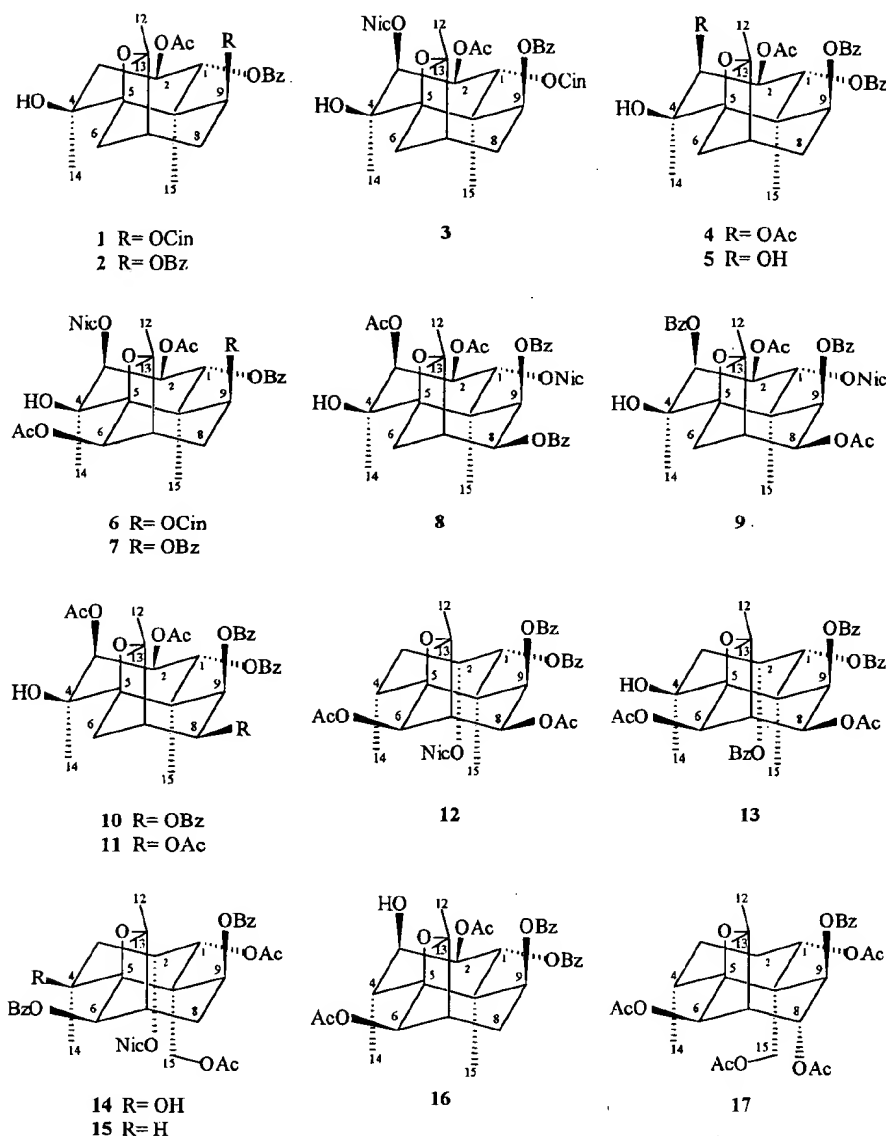 12
O OAc R
13
HO 4 5 2 1 9 OBz
6 8
14 15
1 R= OCin
2 R= OBz
NicO 12
O OAc OBz
13
HO 4 5 2 1 9 OCin
6 8
14 15
3
R 12
O OAc OBz
13
HO 4 5 2 1 9 OBz
6 8
14 15
4 R= OAc
5 R= OH
NicO 12
O OAc R
13
HO 4 5 2 1 9 OBz
AcO 6 8
14 15
6 R= OCin
7 R= OBz
AcO 12
O OAc OBz
13
HO 4 5 2 1 9 ONic
6 8 OBz
14 15
8
BzO 12
O OAc OBz
13
HO 4 5 2 1 9 ONic
6 8 OAc
14 15
9
AcO 12
O OAc OBz
13
HO 4 5 2 1 9 OBz
6 8 R
14 15
10 R= OBz
11 R= OAc
12
O OBz
13
4 5 2 1 9 OBz
AcO 6 8 OAc
14 NicO 15
12
12
O OBz
13
HO 4 5 2 1 9 OBz
AcO 6 8 OAc
14 BzO 15
13
12
O OBz
13
R 4 5 2 1 9 OAc
BzO 6 8
14 NicO 15 OAc
14 R= OH
15 R= H
HO 12
O OAc OBz
13
4 5 2 1 9 OBz
AcO 6 8
14 15
16
12
O OBz
13
4 5 2 1 9 OAc
AcO 6 8
14 15
AcO OAc
17